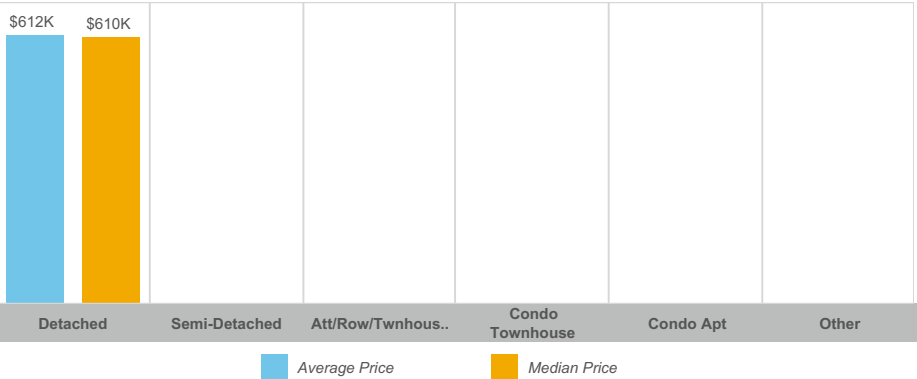 $612K
$610K
Detached
Semi-Detached
Att/Row/Twnhous..
Condo
Townhouse
Condo Apt
Other
Average Price
Median Price